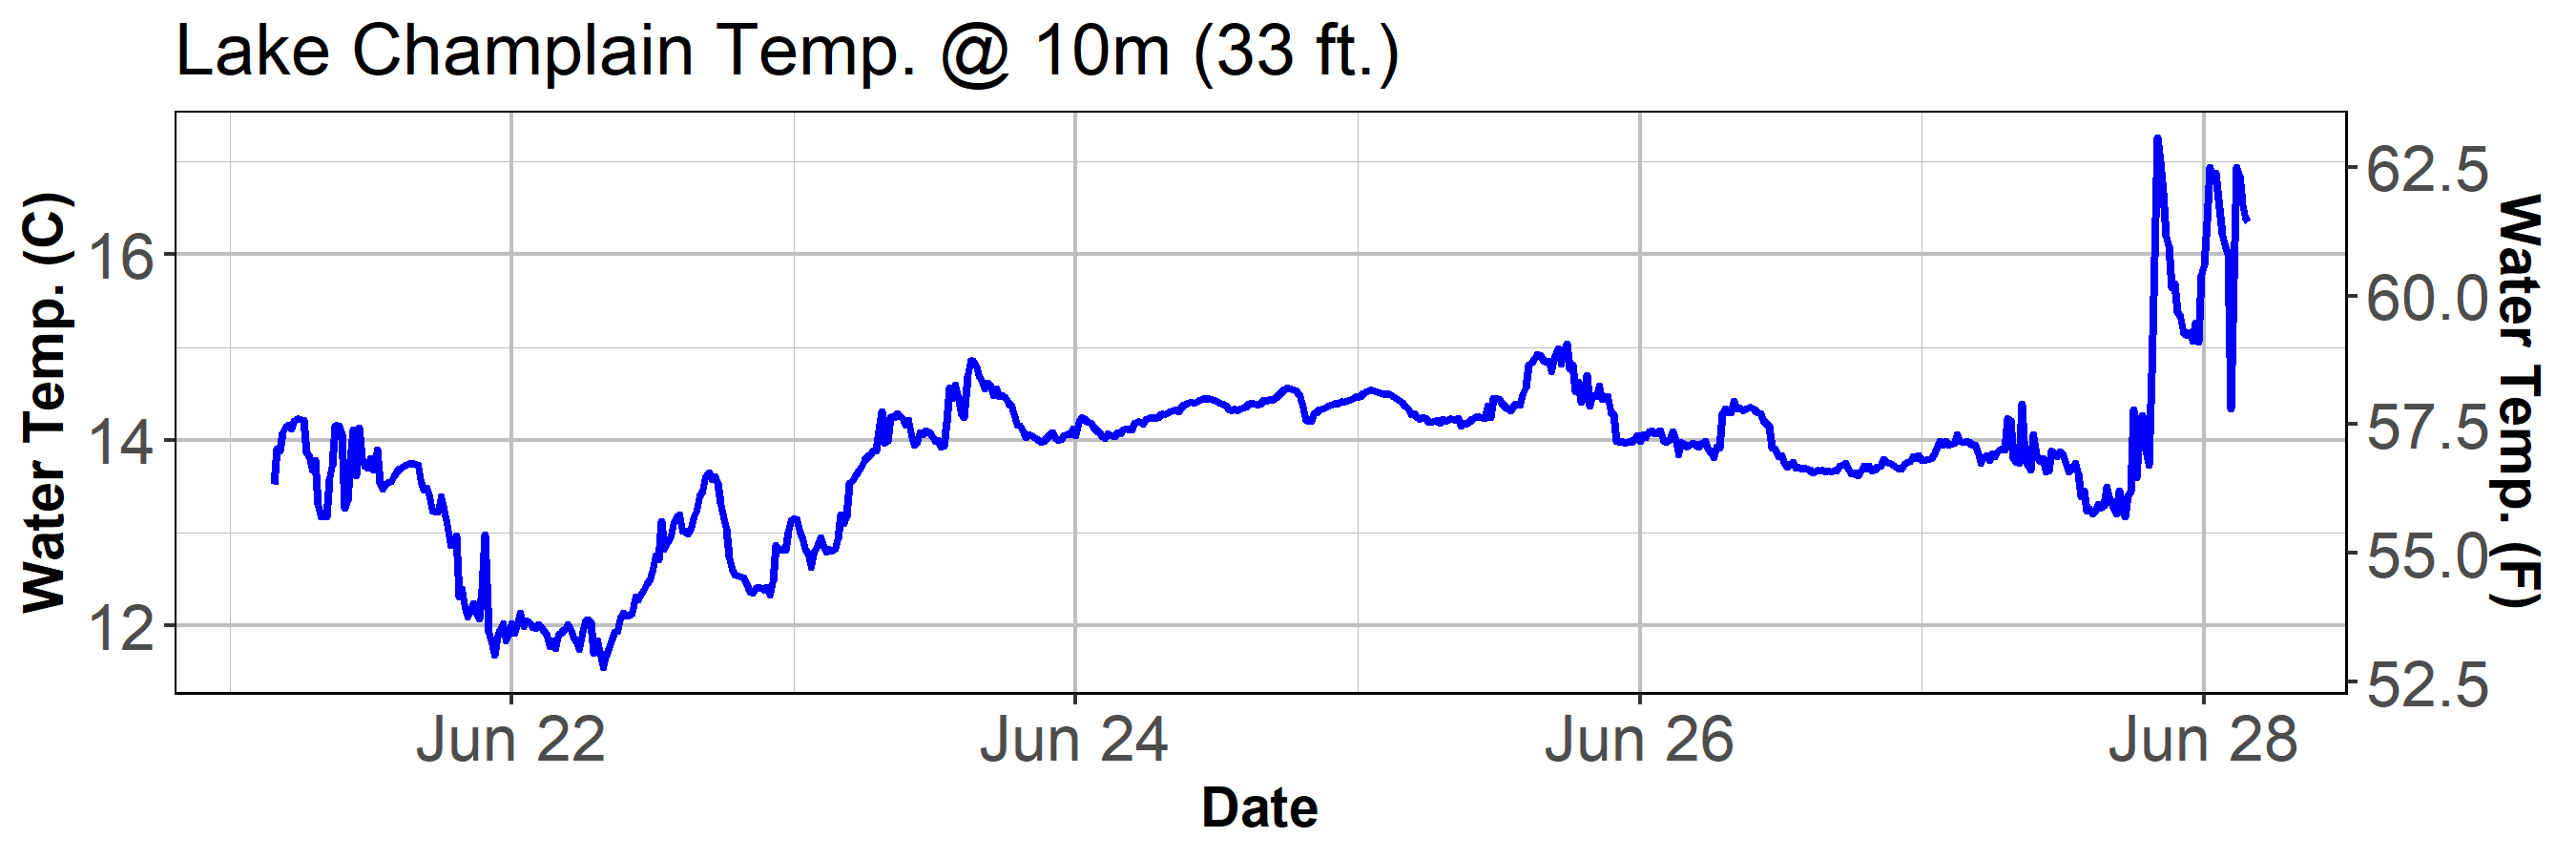 Lake Champlain Temp. @ 10m (33 ft.)
Water Temp. (C)
16
14
12
62.5
60.0
57.5
55.0
52.5
Water Temp. (F)
Jun 22
Jun 24
Jun 26
Jun 28
Date